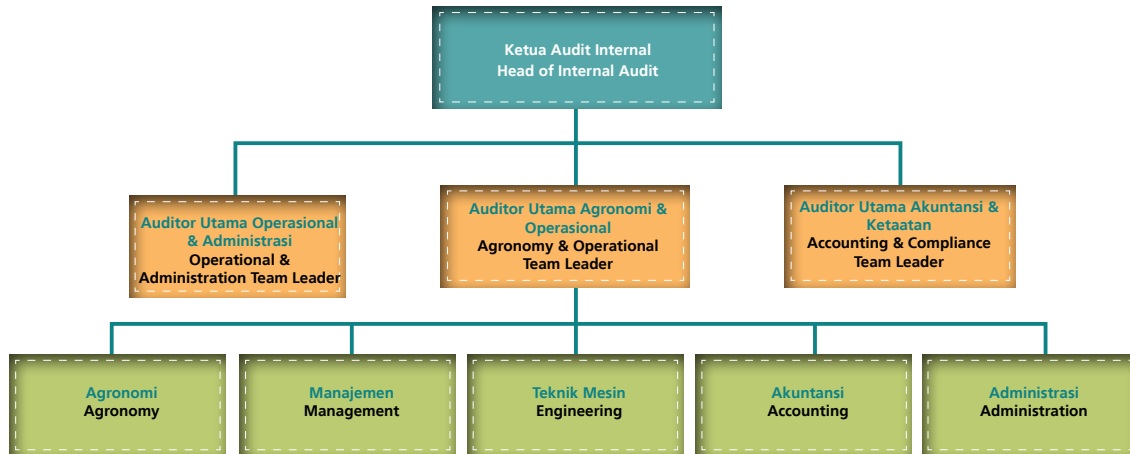 Ketua Audit Internal
Head of Internal Audit
Auditor Utama Operasional
& Administrasi
Operational &
Administration Team Leader
Auditor Utama Agronomi &
Operasional
Agronomy & Operational
Team Leader
Auditor Utama Akuntansi &
Ketaatan
Accounting & Compliance
Team Leader
Agronomi
Agronomy
Manajemen
Management
Teknik Mesin
Engineering
Akuntansi
Accounting
Administrasi
Administration